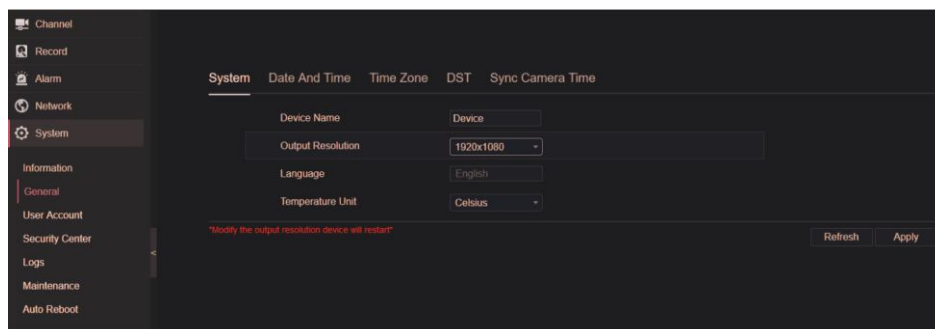 Channel
Record
Alarm
Network
System
Information
General
User Account
Security Center
Logs
Maintenance
Auto Reboot
System Date And Time Time Zone DST Sync Camera Time
Device Name Device
Output Resolution 1920x1080
Language English
Temperature Unit Celsius
*Modify the output resolution device will restart*
Refresh Apply
<